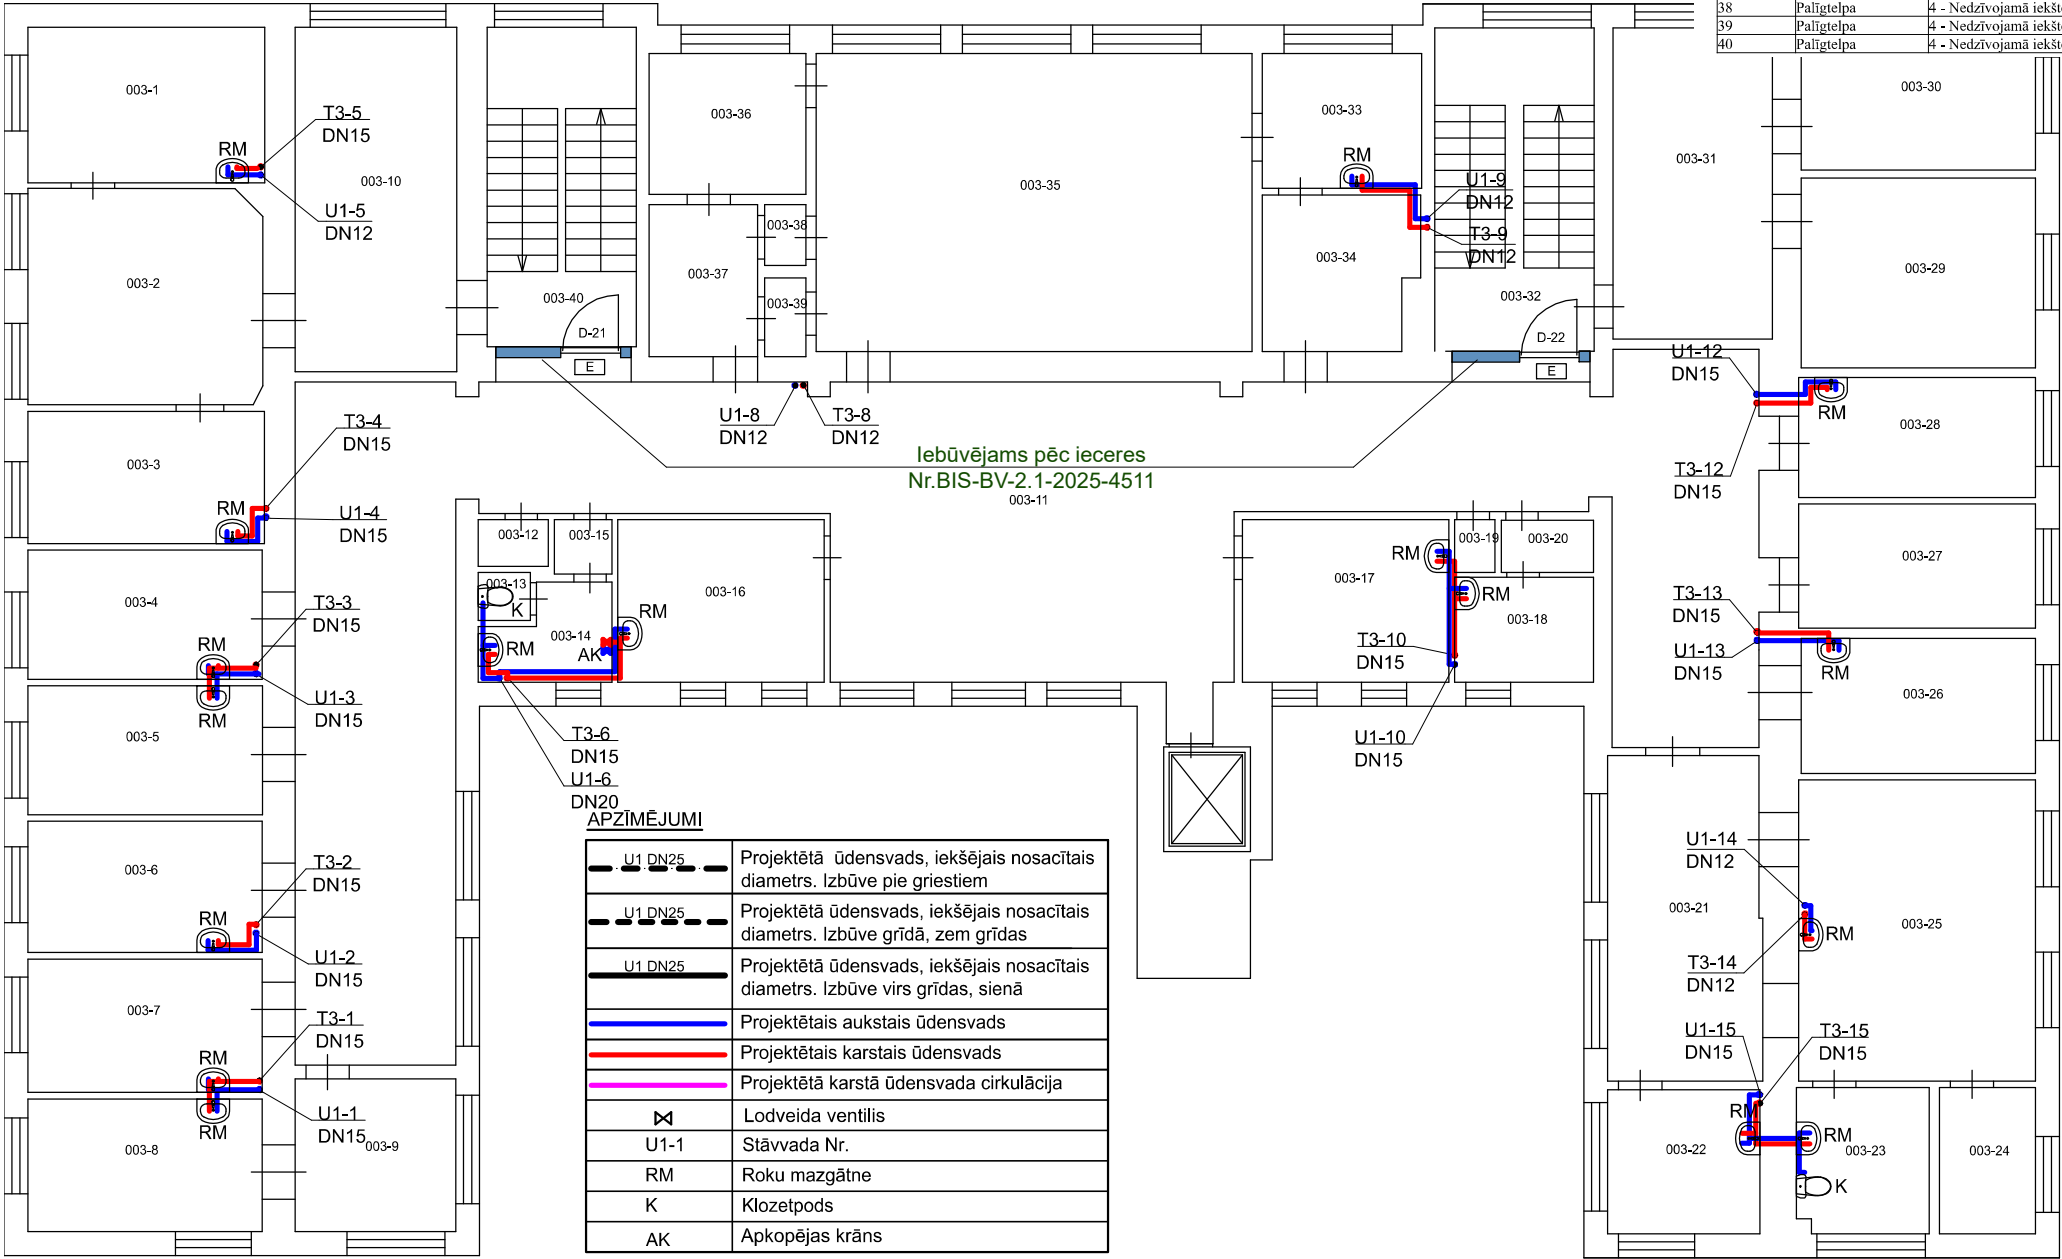 38 Palīgtelpa 4 - Nedzīvojamā iekšt
39 Palīgtelpa 4 - Nedzīvojamā iekšt
40 Palīgtelpa 4 - Nedzīvojamā iekšt
003-1
RM
T3-5
DN15
U1-5
DN12
003-10
003-2
003-40
D-21
E
003-36
003-37
003-38
003-39
003-35
003-33
RM
003-34
U1-9
DN12
T3-9
DN12
003-32
D-22
E
003-31
003-30
003-29
U1-12
DN15
RM
003-28
T3-12
DN15
U1-8
DN12
T3-8
DN12
Iebūvējams pēc ieceres
Nr.BIS-BV-2.1-2025-4511
003-11
T3-4
DN15
003-3
RM
U1-4
DN15
003-4
T3-3
DN15
RM
U1-3
DN15
RM
003-5
003-12
003-15
003-13
K
RM
003-14
AK
RM
003-16
T3-6
DN15
U1-6
DN20
003-17
RM
003-19
003-20
RM
003-18
T3-10
DN15
U1-10
DN15
003-27
T3-13
DN15
U1-13
DN15
RM
003-26
003-6
T3-2
DN15
RM
U1-2
DN15
003-7
T3-1
DN15
RM
U1-1
DN15
RM
003-8
003-9
U1-14
DN12
003-21
RM
003-25
T3-14
DN12
U1-15
DN15
T3-15
DN15
RM
RM
003-22
003-23
003-24
K
APZĪMĒJUMI
U1 DN25 Projektētā ūdensvads, iekšējais nosacītais
diametrs. Izbūve pie griestiem
U1 DN25 Projektētā ūdensvads, iekšējais nosacītais
diametrs. Izbūve grīdā, zem grīdas
U1 DN25 Projektētā ūdensvads, iekšējais nosacītais
diametrs. Izbūve virs grīdas, sienā
Projektētais aukstais ūdensvads
Projektētais karstais ūdensvads
Projektētā karstā ūdensvada cirkulācija
Lodveida ventilis
U1-1 Stāvvada Nr.
RM Roku mazgātne
K Klozetpods
AK Apkopējas krāns